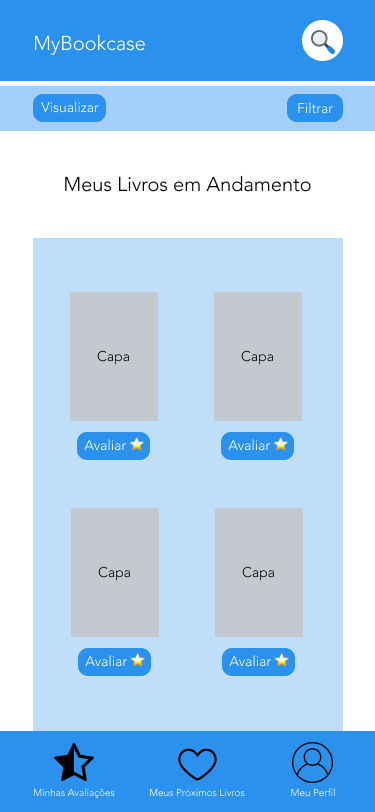 MyBookcase
Visualizar
Filtrar
Meus Livros em Andamento
Capa
Capa
Avaliar
Avaliar
Capa
Capa
Avaliar
Avaliar
Minhas Avaliações
Meus Próximos Livros
Meu Perfil